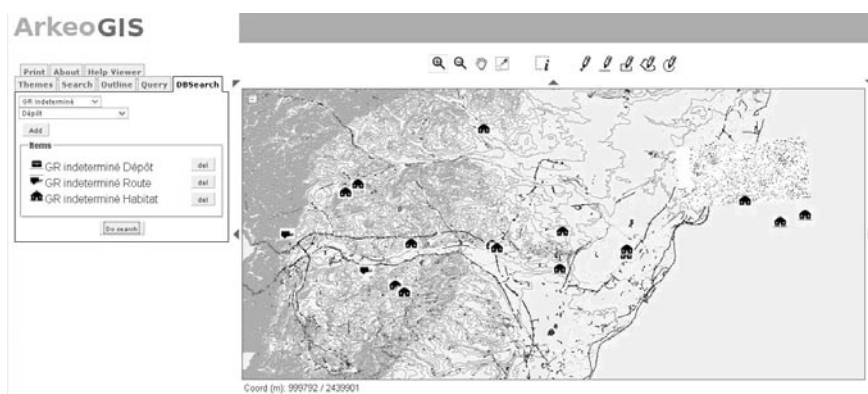 ArkeoGIS
Print About Help Viewer
Themes Search Outline Query DBSearch
GR indeterminé
Dépôt
Add
Items
GR indeterminé Dépôt del
GR indeterminé Route del
GR indeterminé Habitat del
Do search
i
Coord (m): 999792 / 2439901